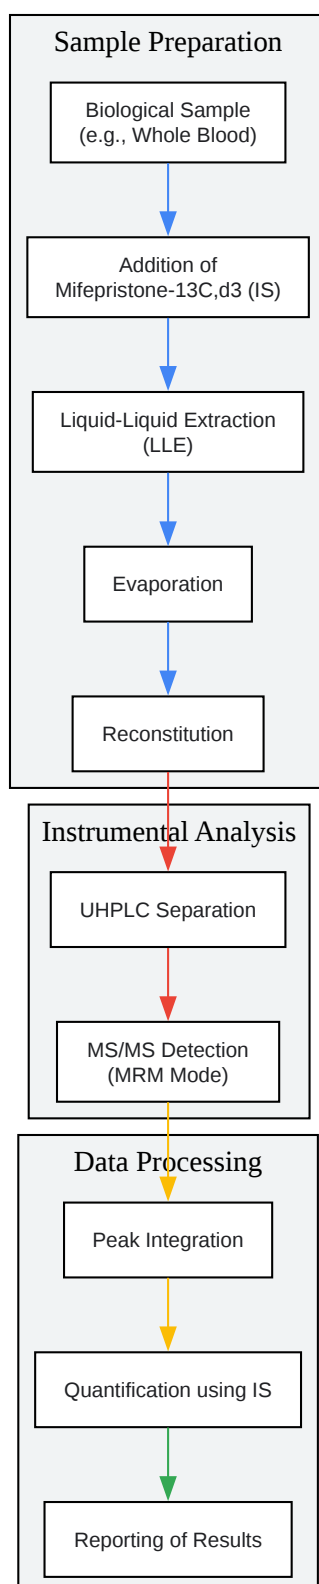 Sample Preparation
Biological Sample
(e.g., Whole Blood)
Addition of
Mifepristone-13C,d3 (IS)
Liquid-Liquid Extraction
(LLE)
Evaporation
Reconstitution
Instrumental Analysis
UHPLC Separation
MS/MS Detection
(MRM Mode)
Data Processing
Peak Integration
Quantification using IS
Reporting of Results